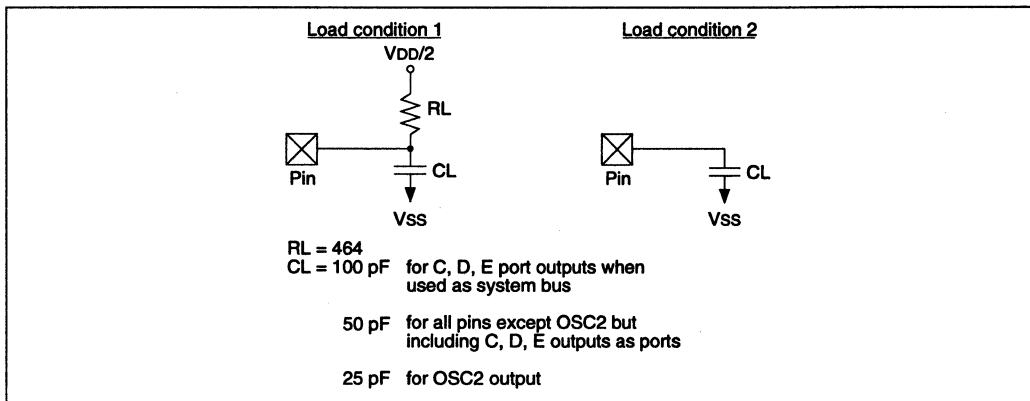 Load condition 1
Load condition 2
VDD/2
RL
Pin
CL
VSS
Pin
CL
VSS
RL = 464
CL = 100 pF for C, D, E port outputs when
used as system bus
50 pF for all pins except OSC2 but
including C, D, E outputs as ports
25 pF for OSC2 output